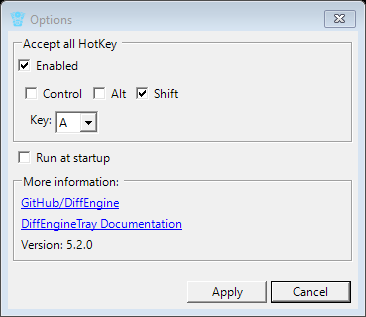 Options
Accept all HotKey
Enabled
Control Alt Shift
Key: A
Run at startup
More information:
GitHub/DiffEngine
DiffEngineTray Documentation
Version: 5.2.0
Apply Cancel